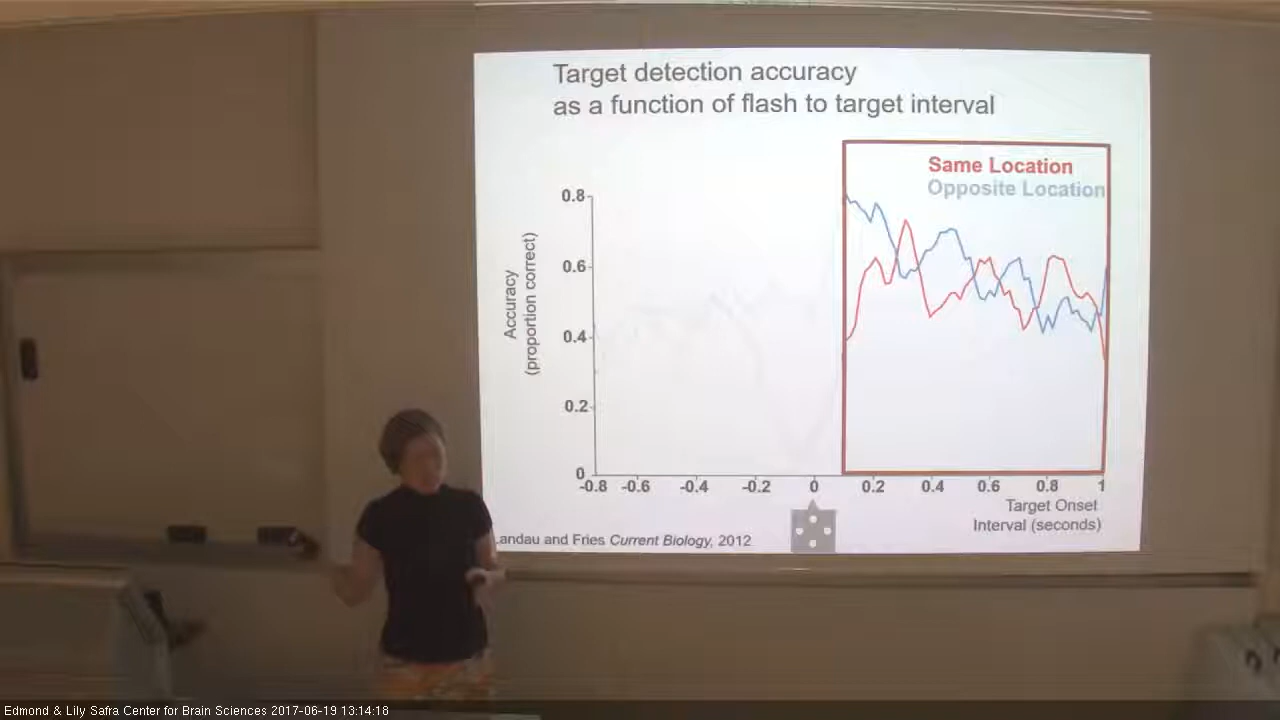 Target detection accuracy
as a function of flash to target interval
Same Location
Opposite Location
Accuracy
(proportion correct)
0.8
0.6
0.4
0.2
0
-0.8 -0.6 -0.4 -0.2 0 0.2 0.4 0.6 0.8 1
Target Onset
Interval (seconds)
andau and Fries Current Biology, 2012
Edmond & Lily Safra Center for Brain Sciences 2017-06-19 13:14:18